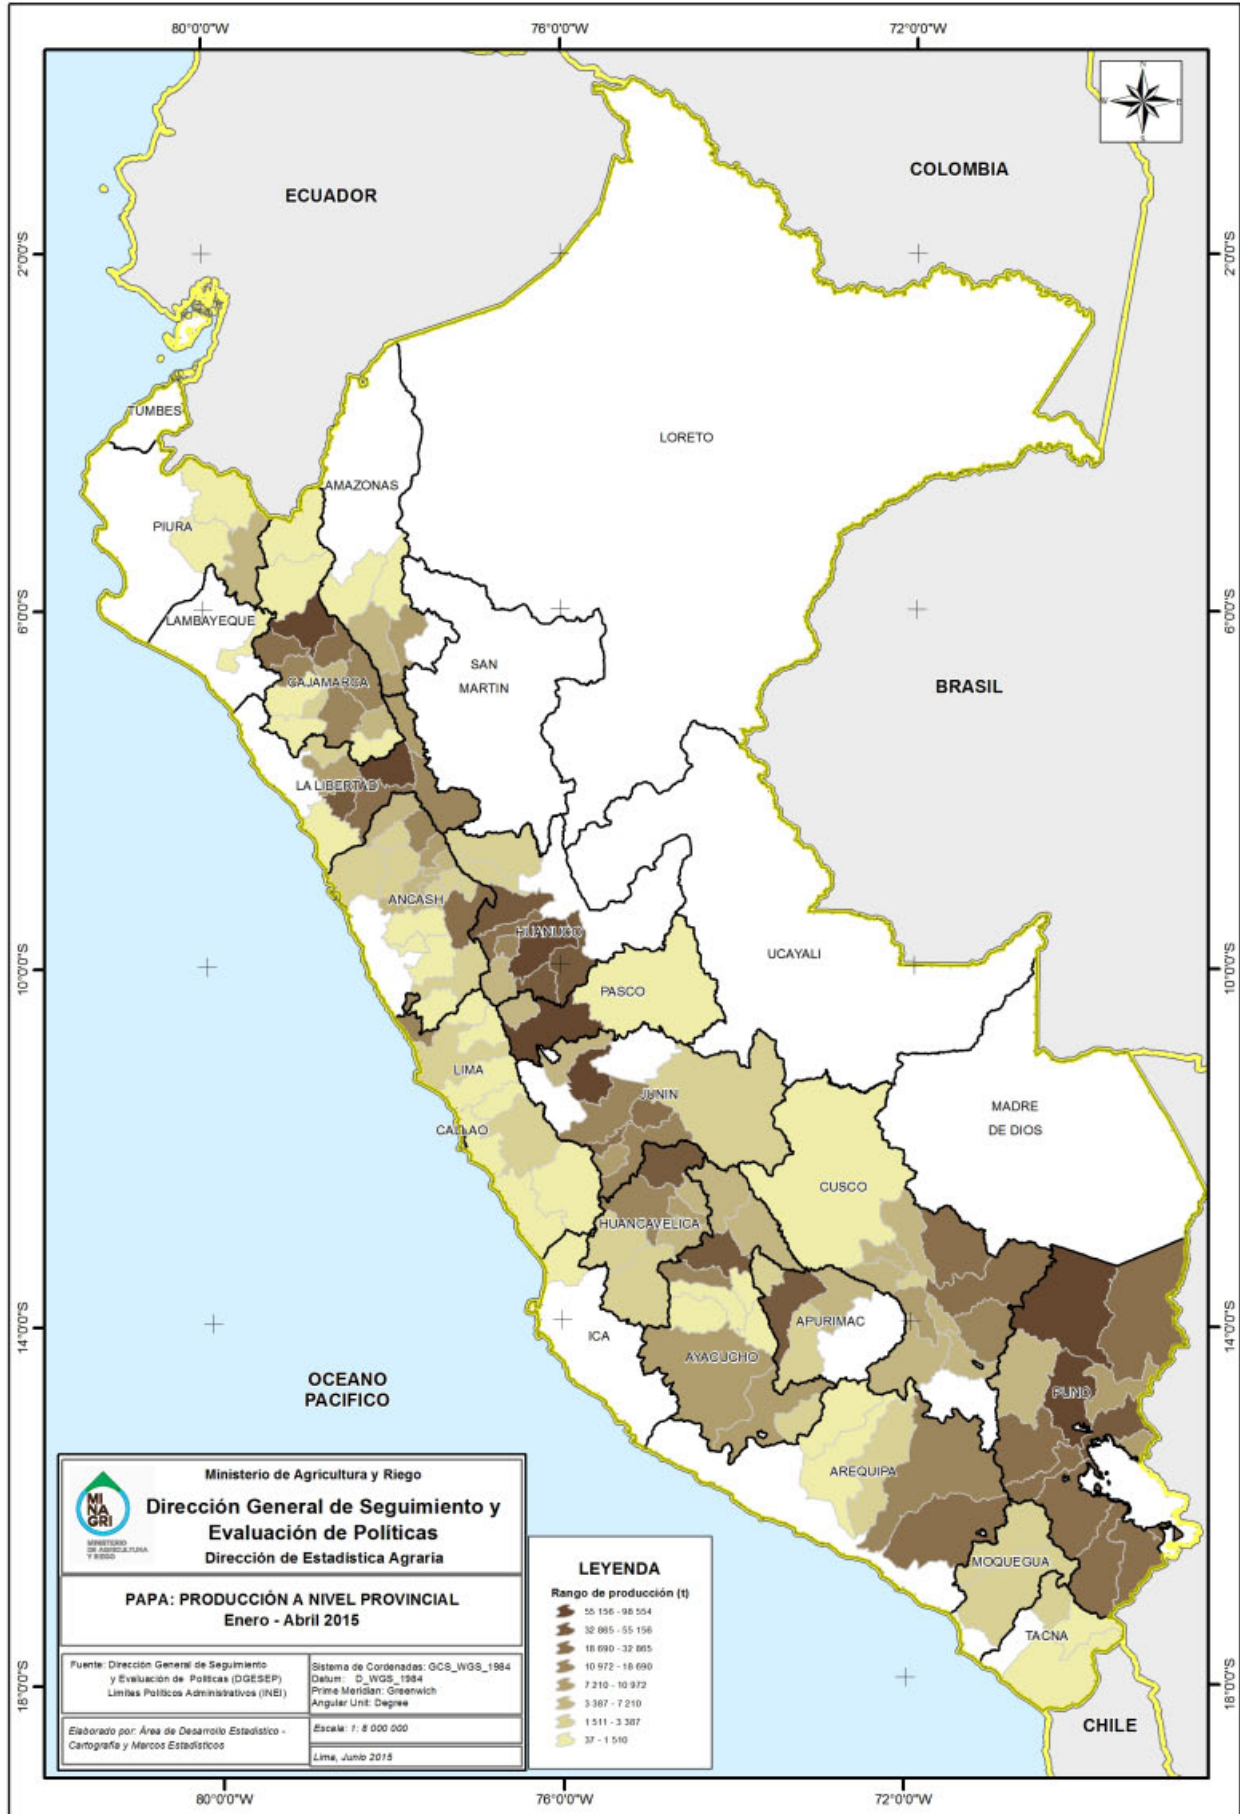 80°0'0"W 76°0'0"W 72°0'0"W
N
W E
S
COLOMBIA
ECUADOR
2°0'0"S 2°0'0"S
TUMBES
LORETO
AMAZONAS
PIURA
6°0'0"S 6°0'0"S
LAMBAYEQUE
SAN
MARTIN
CAJAMARCA
BRASIL
LA LIBERTAD
ANCASH
HUANUCO
UCAYALI
10°0'0"S 10°0'0"S
PASCO
LIMA
JUNIN
MADRE
DE DIOS
CALLAO
CUSCO
HUANCAVELICA
14°0'0"S 14°0'0"S
ICA
APURIMAC
AYACUCHO
OCEANO
PACIFICO
PUNO
AREQUIPA
MOQUEGUA
TACNA
18°0'0"S 18°0'0"S
CHILE
MI
NA
GRI
MINISTERIO
DE AGRICULTURA
Y RIEGO
Ministerio de Agricultura y Riego
Dirección General de Seguimiento y
Evaluación de Políticas
Dirección de Estadística Agraria
PAPA: PRODUCCIÓN A NIVEL PROVINCIAL
Enero - Abril 2015
Fuente: Dirección General de Seguimiento
y Evaluación de Políticas (DGESEP)
Limites Políticos Administrativos (INEI)
Sistema de Cordenadas: GCS_WGS_1984
Datum: D_WGS_1984
Prime Meridian: Greenwich
Angular Unit: Degree
Elaborado por: Área de Desarrollo Estadístico -
Cartografía y Marcos Estadísticos
Escala: 1: 8 000 000
Lima, Junio 2015
LEYENDA
Rango de producción (t)
55 156 - 98 554
32 865 - 55 156
18 690 - 32 865
10 972 - 18 690
7 210 - 10 972
3 387 - 7 210
1 511 - 3 387
37 - 1 510
80°0'0"W 76°0'0"W 72°0'0"W